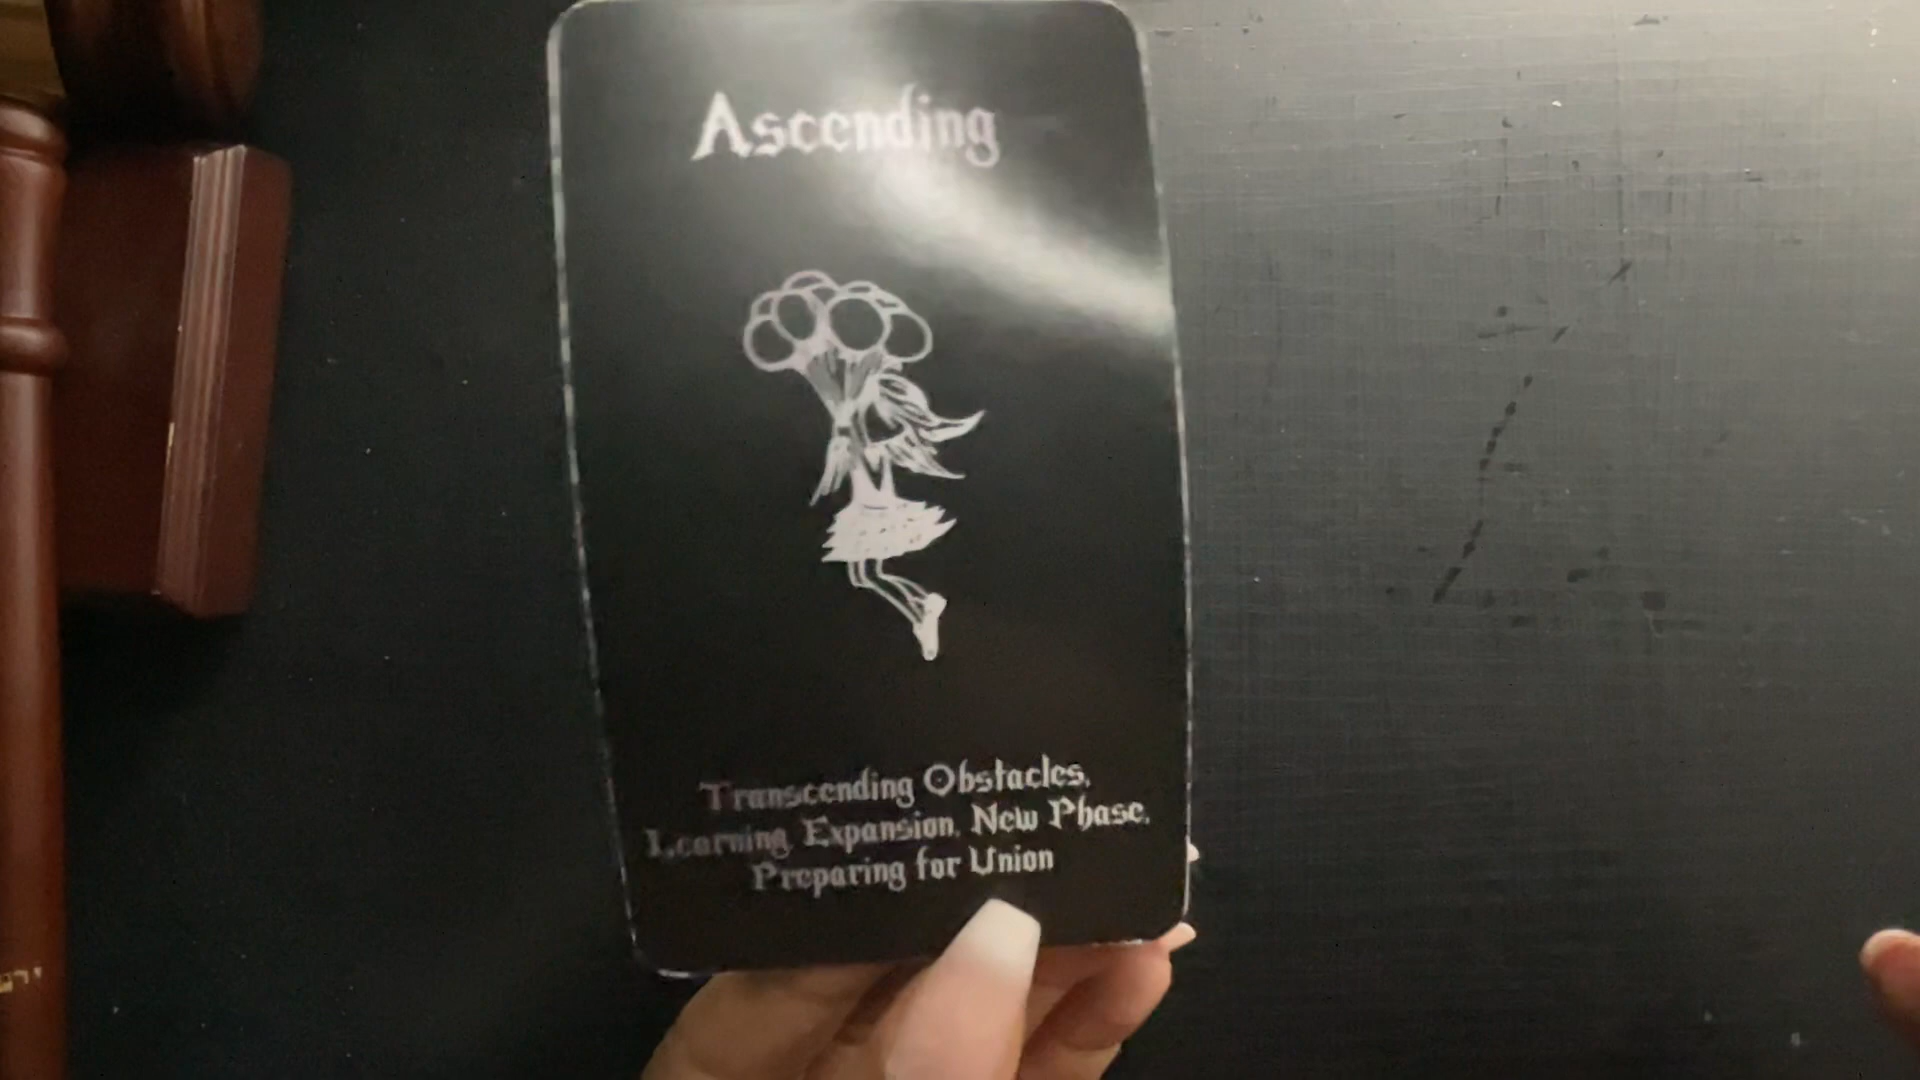 Ascending
Transcending Obstacles,
Learning, Expansion, New Phase,
Preparing for Union